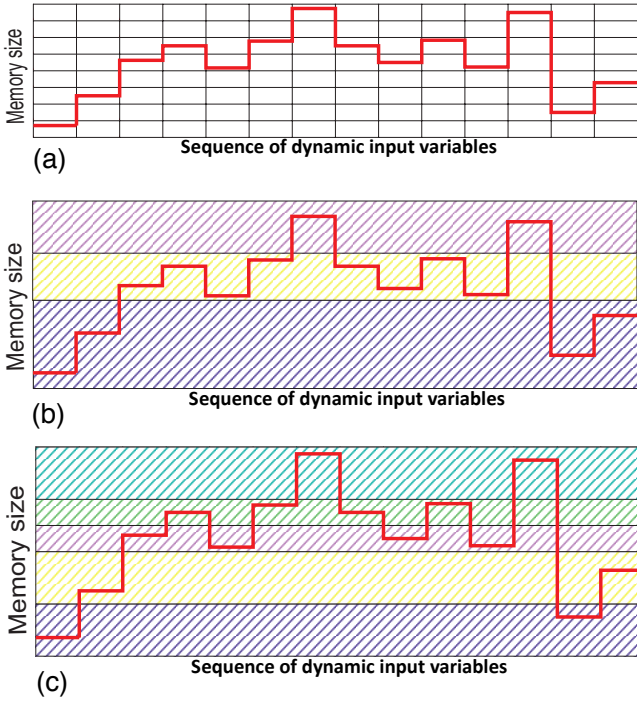 Memory size
Sequence of dynamic input variables
(a)
Memory size
Sequence of dynamic input variables
(b)
Memory size
Sequence of dynamic input variables
(c)